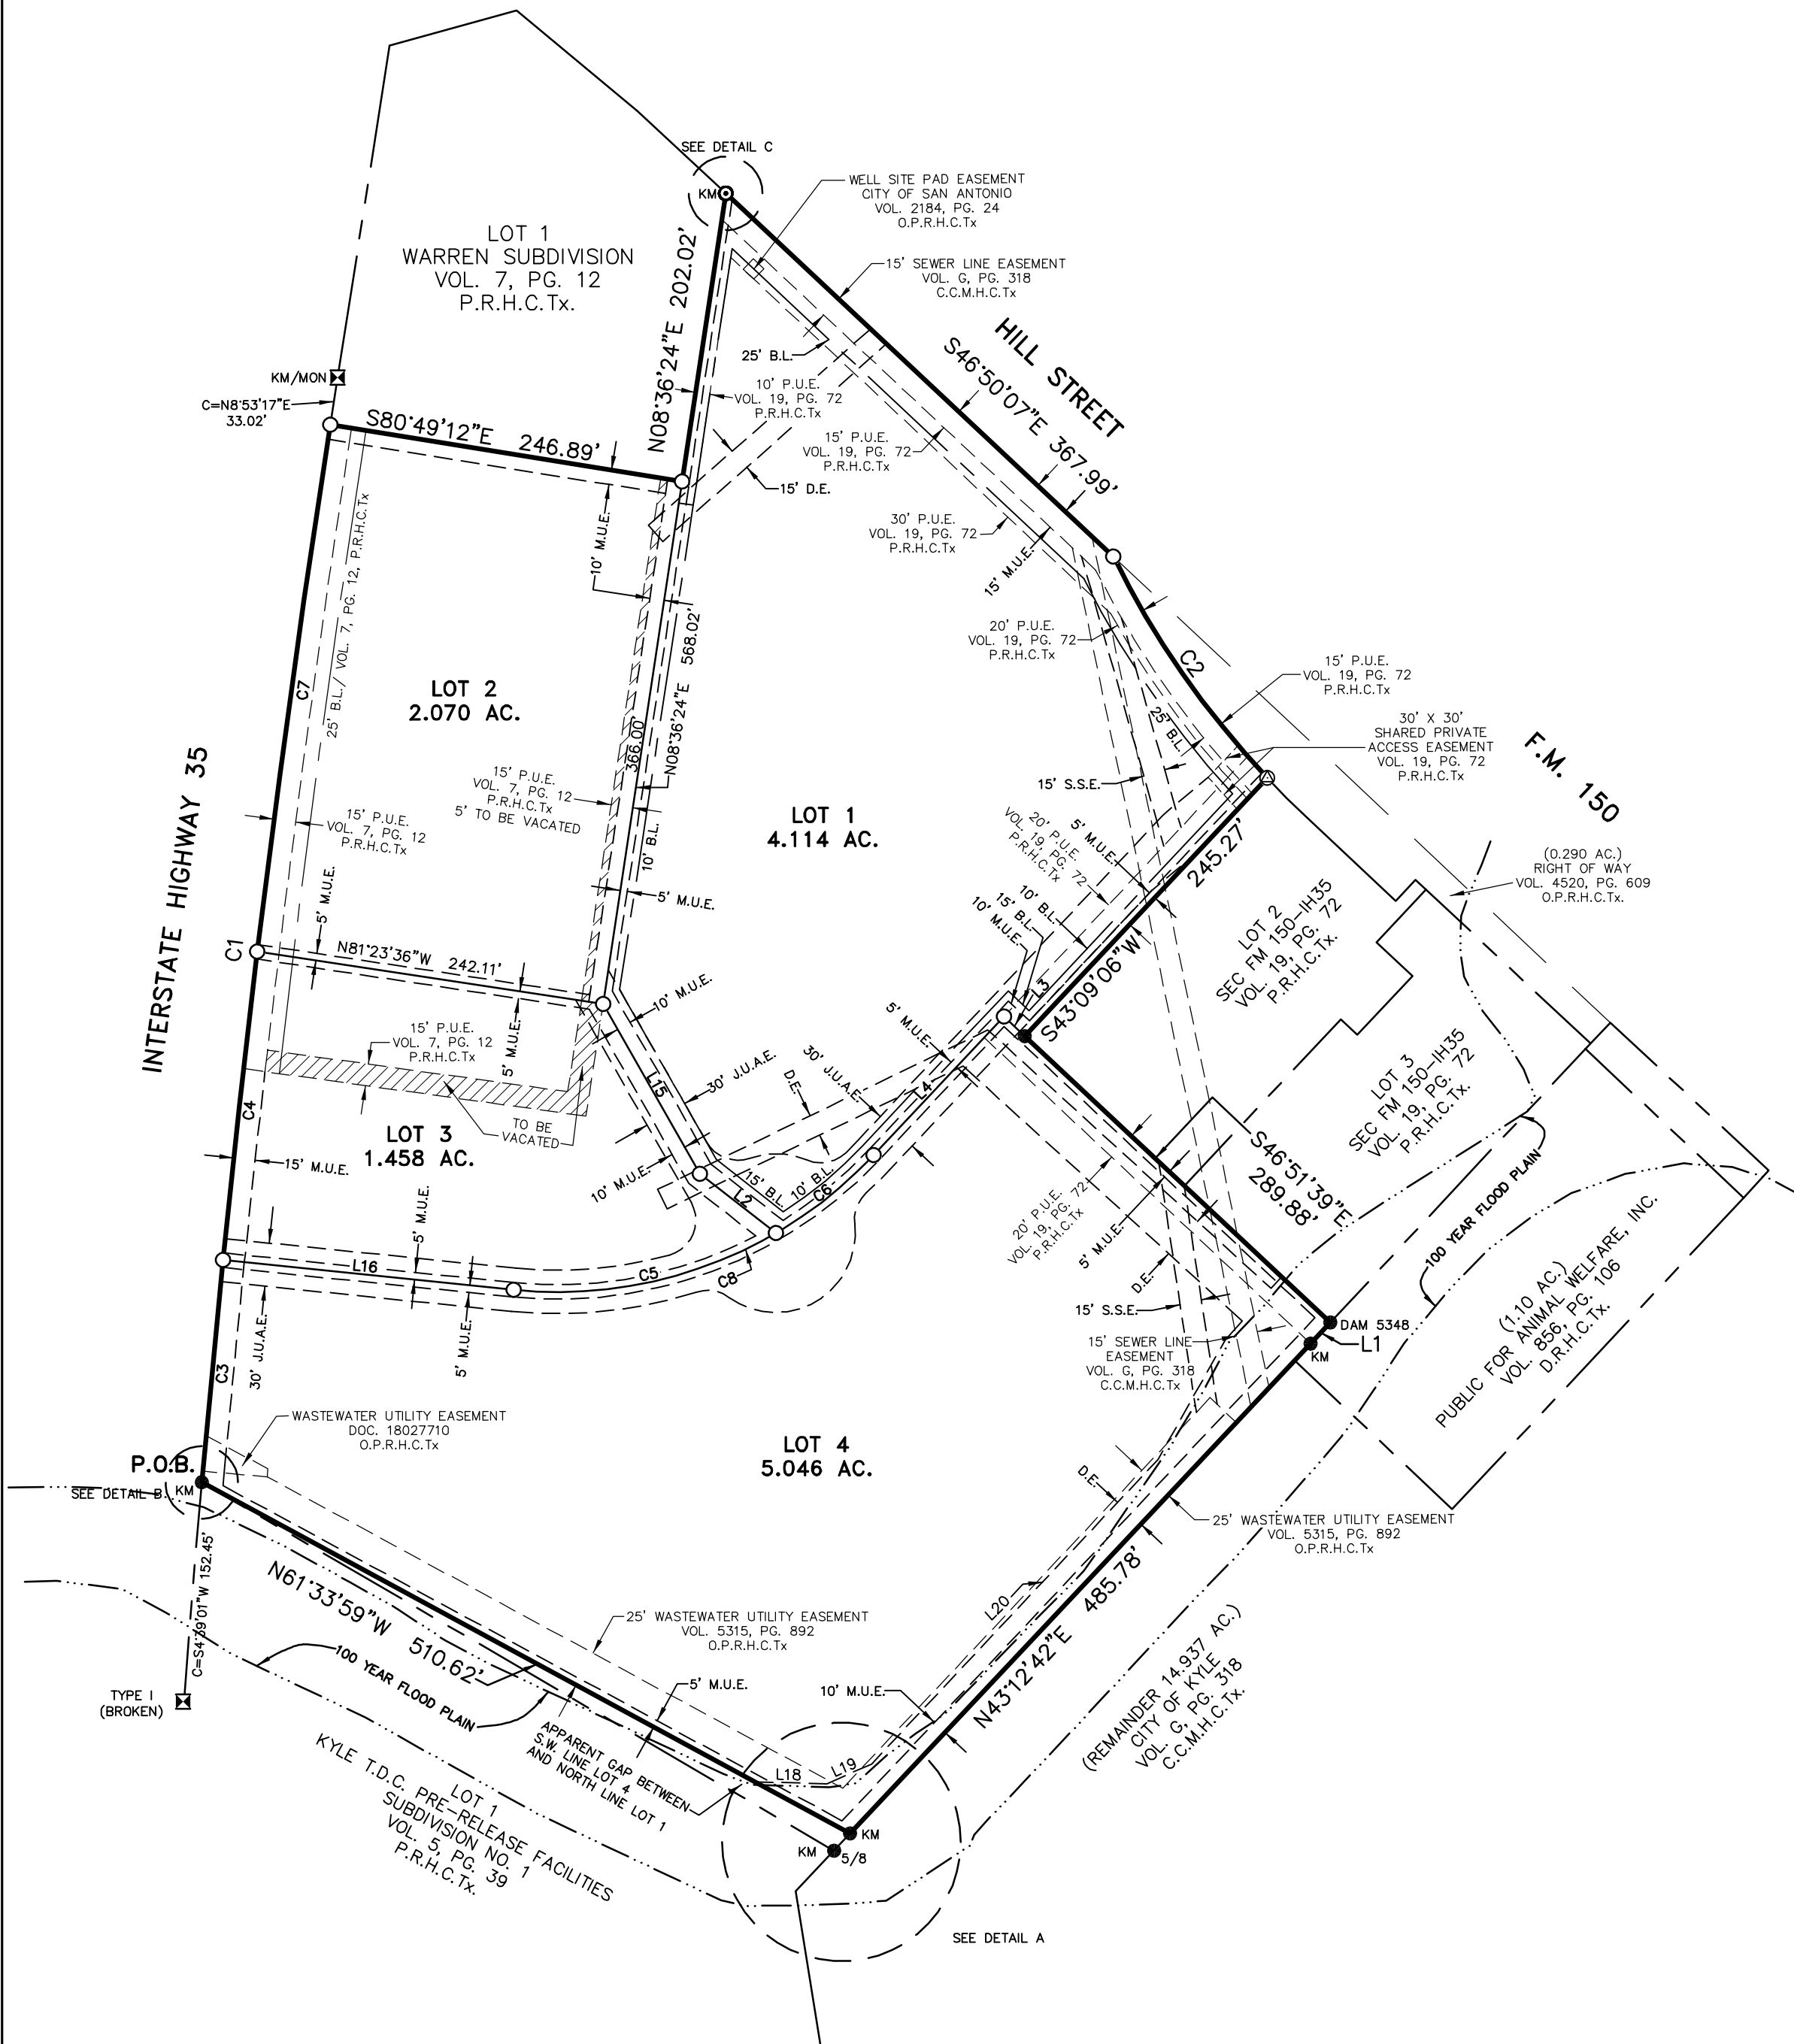 SEE DETAIL C
KM
WELL SITE PAD EASEMENT
CITY OF SAN ANTONIO
VOL. 2184, PG. 24
O.P.R.H.C.Tx
LOT 1
WARREN SUBDIVISION
VOL. 7, PG. 12
P.R.H.C.Tx.
15' SEWER LINE EASEMENT
VOL. G, PG. 318
C.C.M.H.C.Tx
N08°36'24"E 202.02'
HILL STREET
S46°50'07"E 367.99'
25' B.L.
KM/MON
C=N8°53'17"E
33.02'
10' P.U.E.
VOL. 19, PG. 72
P.R.H.C.Tx
S80°49'12"E 246.89'
15' P.U.E.
VOL. 19, PG. 72
P.R.H.C.Tx
15' D.E.
10' M.U.E.
30' P.U.E.
VOL. 19, PG. 72
P.R.H.C.Tx
15' M.U.E.
25' B.L./ VOL. 7, PG. 12, P.R.H.C.Tx
20' P.U.E.
VOL. 19, PG. 72
P.R.H.C.Tx
C2
15' P.U.E.
VOL. 19, PG. 72
P.R.H.C.Tx
C7
LOT 2
2.070 AC.
366.00'
N08°36'24"E 568.02'
25' B.L.
30' X 30'
SHARED PRIVATE
ACCESS EASEMENT
VOL. 19, PG. 72
P.R.H.C.Tx
F.M. 150
INTERSTATE HIGHWAY 35
15' P.U.E.
VOL. 7, PG. 12
P.R.H.C.Tx
5' TO BE VACATED
15' S.S.E.
LOT 1
4.114 AC.
15' P.U.E.
VOL. 7, PG. 12
P.R.H.C.Tx
10' B.L.
20' P.U.E.
VOL. 19, PG. 72
P.R.H.C.Tx
5' M.U.E.
245.27'
S43°09'06"W
(0.290 AC.)
RIGHT OF WAY
VOL. 4520, PG. 609
O.P.R.H.C.Tx.
5' M.U.E.
5' M.U.E.
10' B.L.
15' B.L.
10' M.U.E.
LOT 2
SEC FM 150-IH35
VOL. 19, PG. 72
P.R.H.C.Tx.
C1
N81°23'36"W 242.11'
10' M.U.E.
L3
5' M.U.E.
15' P.U.E.
VOL. 7, PG. 12
P.R.H.C.Tx
5' M.U.E.
L15
30' J.U.A.E.
D.E.
30' J.U.A.E.
L4
LOT 3
SEC FM 150-IH35
VOL. 19, PG. 72
P.R.H.C.Tx.
C4
TO BE
VACATED
LOT 3
1.458 AC.
15' M.U.E.
10' M.U.E.
15' B.L.
10' B.L.
L2
C6
S46°51'39"E
289.88'
100 YEAR FLOOD PLAIN
5' M.U.E.
20' P.U.E.
VOL. 19, PG. 72
P.R.H.C.Tx
5' M.U.E.
D.E.
L16
C5
C8
15' S.S.E.
DAM 5348
L1
KM
PUBLIC FOR ANIMAL WELFARE, INC.
(1.10 AC.)
VOL. 856, PG. 106
D.R.H.C.Tx.
30' J.U.A.E.
5' M.U.E.
C3
15' SEWER LINE
EASEMENT
VOL. G, PG. 318
C.C.M.H.C.Tx
WASTEWATER UTILITY EASEMENT
DOC. 18027710
O.P.R.H.C.Tx
LOT 4
5.046 AC.
P.O.B.
SEE DETAIL B
KM
D.E.
25' WASTEWATER UTILITY EASEMENT
VOL. 5315, PG. 892
O.P.R.H.C.Tx
C=S4°39'01"W 152.45'
N61°33'59"W 510.62'
L20
N43°12'42"E 485.78'
25' WASTEWATER UTILITY EASEMENT
VOL. 5315, PG. 892
O.P.R.H.C.Tx
100 YEAR FLOOD PLAIN
5' M.U.E.
10' M.U.E.
(REMAINDER 14.937 AC.)
CITY OF KYLE
VOL. G, PG. 318
C.C.M.H.C.Tx.
TYPE I
(BROKEN)
APPARENT GAP BETWEEN
S.W. LINE LOT 4
AND NORTH LINE LOT 1
L18
L19
LOT 1
KYLE T.D.C. PRE-RELEASE FACILITIES
SUBDIVISION NO. 1
VOL. 5, PG. 39
P.R.H.C.Tx.
KM
KM
5/8
SEE DETAIL A